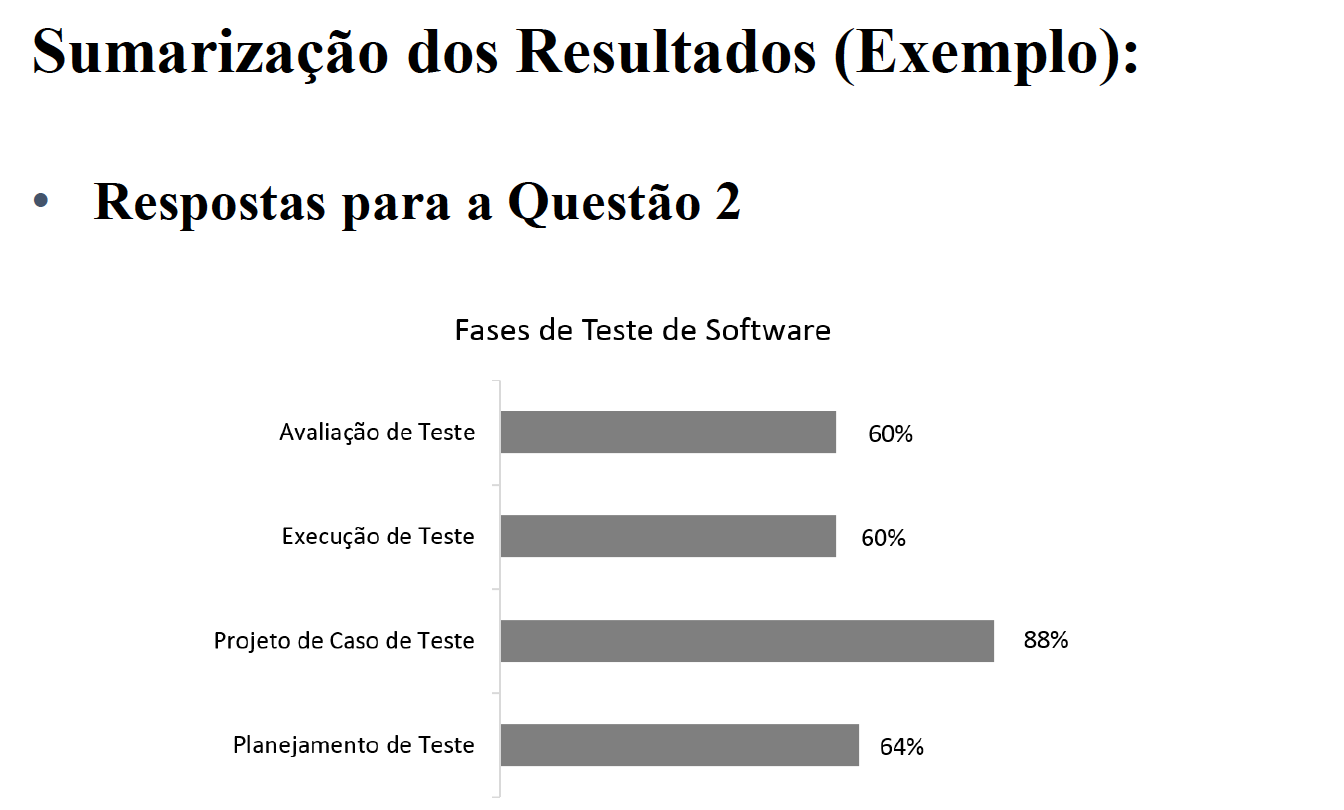 Sumarização dos Resultados (Exemplo):
• Respostas para a Questão 2
Fases de Teste de Software
Avaliação de Teste 60%
Execução de Teste 60%
Projeto de Caso de Teste 88%
Planejamento de Teste 64%